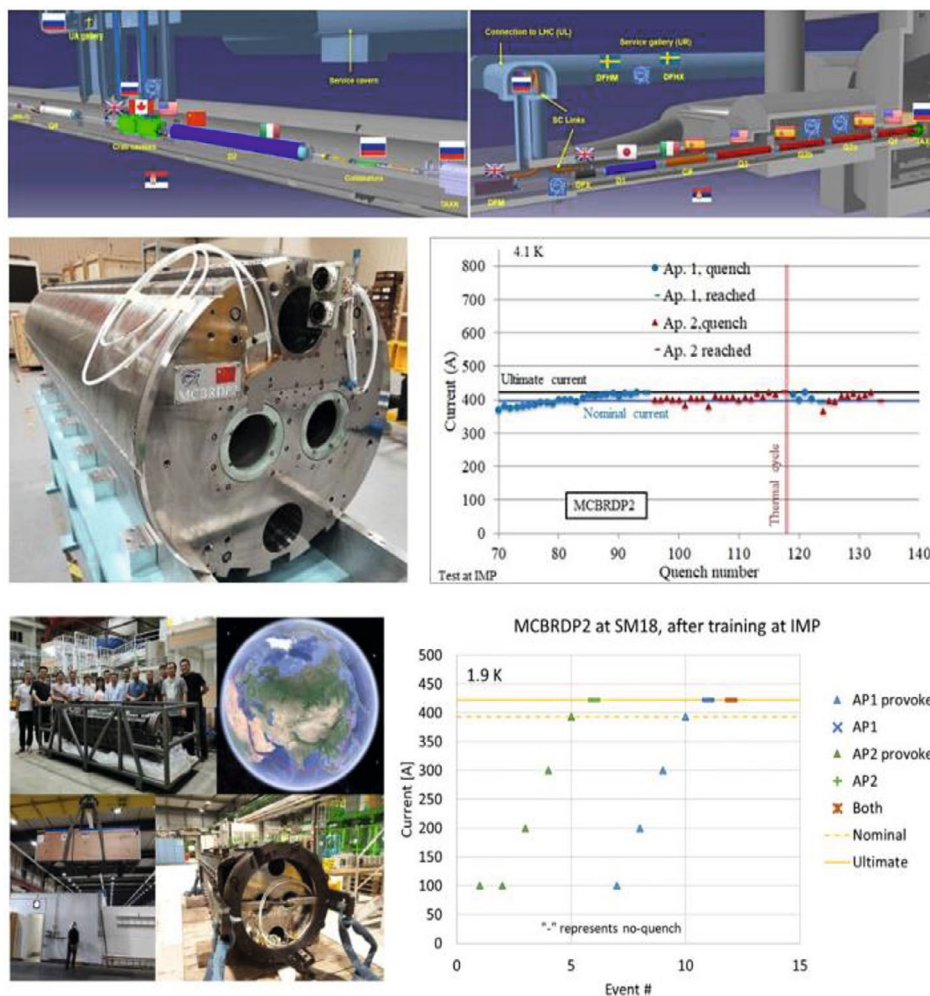 UA gallery
Service cavern
Crab cavities
D2
Collimators
TAXN
Connection to LHC (UL)
Service gallery (UR)
DFHM
DFHX
SC Links
DFM
DFX
D1
CP
Q3
Q2b
Q2a
Q1
MCBRDP2
4.1 K
Ap. 1, quench
Ap. 1, reached
Ap. 2,quench
Ap. 2 reached
Ultimate current
Nominal current
Thermal cycle
MCBRDP2
Current (A)
800
700
600
500
400
300
200
100
0
70 80 90 100 110 120 130 140
Quench number
Test at IMP
MCBRDP2 at SM18, after training at IMP
1.9 K
Current [A]
500
450
400
350
300
250
200
150
100
50
0
"-" represents no-quench
0 5 10 15
Event #
AP1 provoke
AP1
AP2 provoke
AP2
Both
Nominal
Ultimate